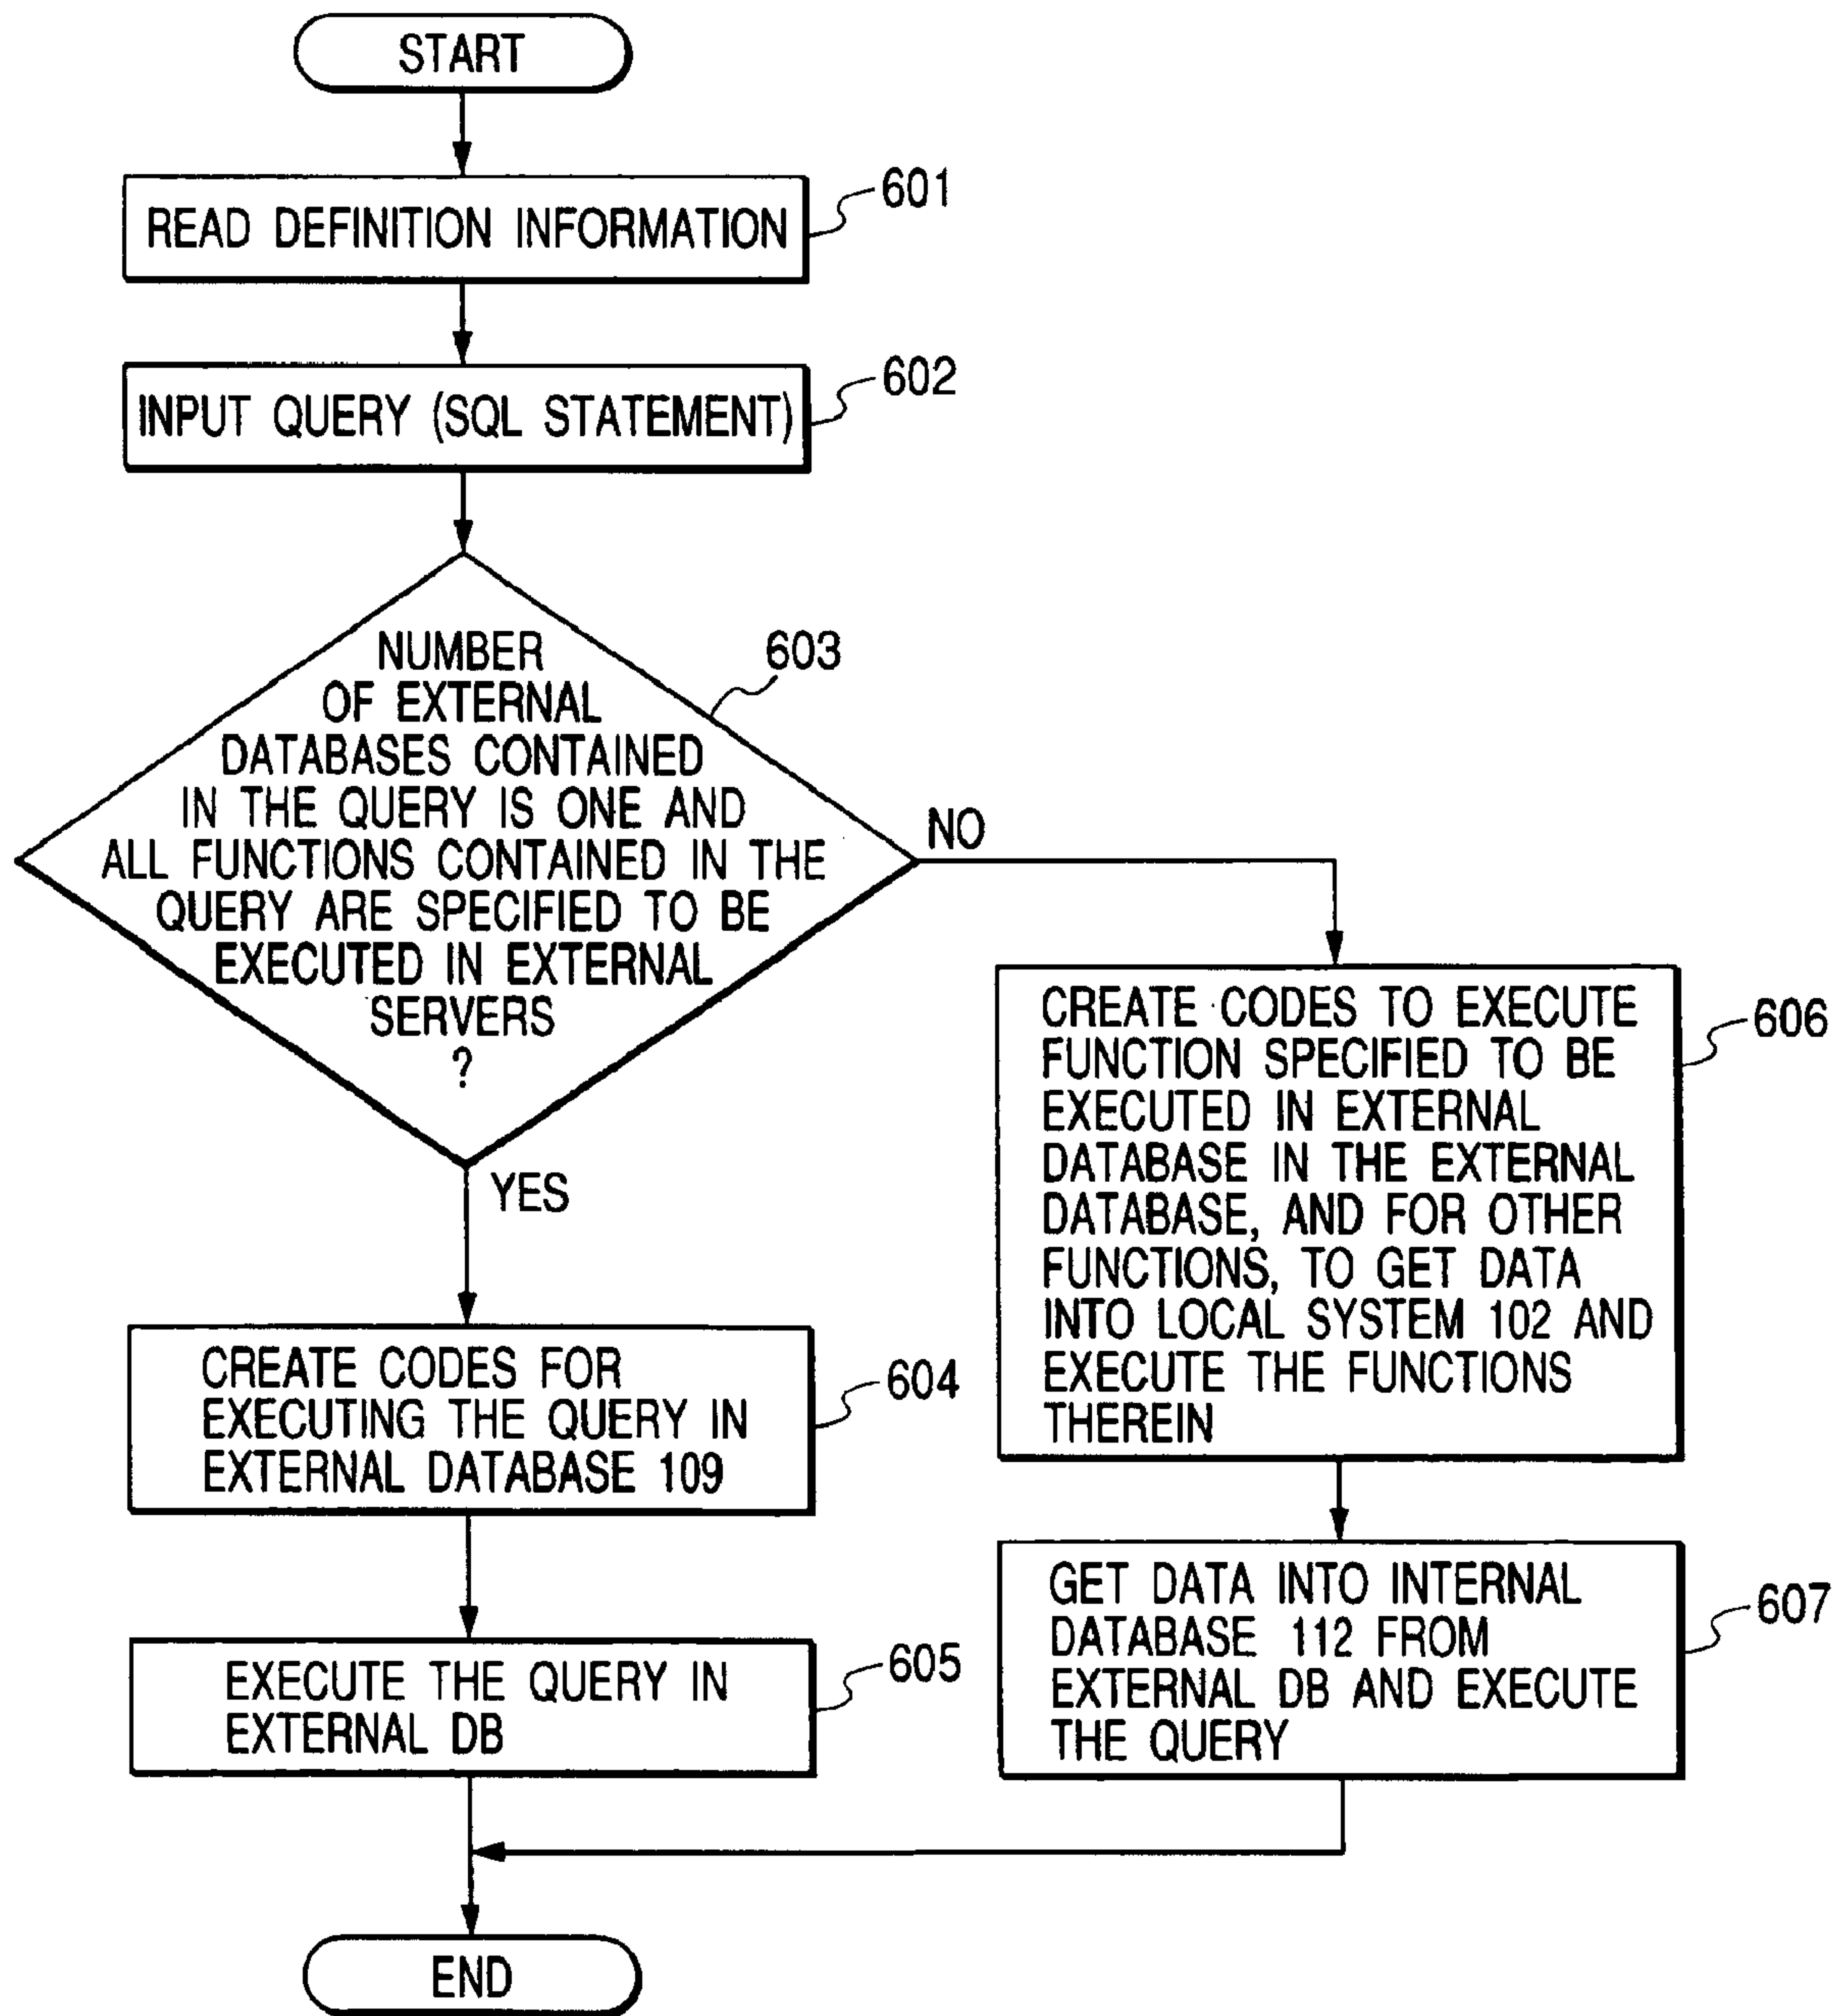 START
READ DEFINITION INFORMATION
601
INPUT QUERY (SQL STATEMENT)
602
NUMBER
OF EXTERNAL
DATABASES CONTAINED
IN THE QUERY IS ONE AND
ALL FUNCTIONS CONTAINED IN THE
QUERY ARE SPECIFIED TO BE
EXECUTED IN EXTERNAL
SERVERS
?
603
NO
YES
CREATE CODES FOR
EXECUTING THE QUERY IN
EXTERNAL DATABASE 109
604
EXECUTE THE QUERY IN
EXTERNAL DB
605
CREATE CODES TO EXECUTE
FUNCTION SPECIFIED TO BE
EXECUTED IN EXTERNAL
DATABASE IN THE EXTERNAL
DATABASE, AND FOR OTHER
FUNCTIONS, TO GET DATA
INTO LOCAL SYSTEM 102 AND
EXECUTE THE FUNCTIONS
THEREIN
606
GET DATA INTO INTERNAL
DATABASE 112 FROM
EXTERNAL DB AND EXECUTE
THE QUERY
607
END